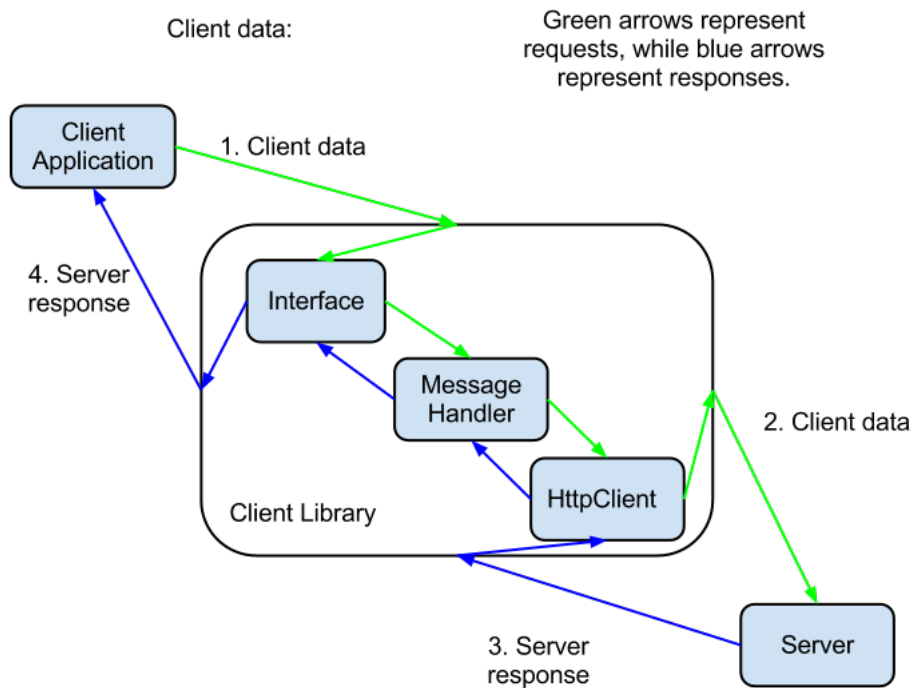 Client data:
Green arrows represent
requests, while blue arrows
represent responses.
Client
Application
1. Client data
4. Server
response
Interface
Message
Handler
2. Client data
HttpClient
Client Library
3. Server
response
Server